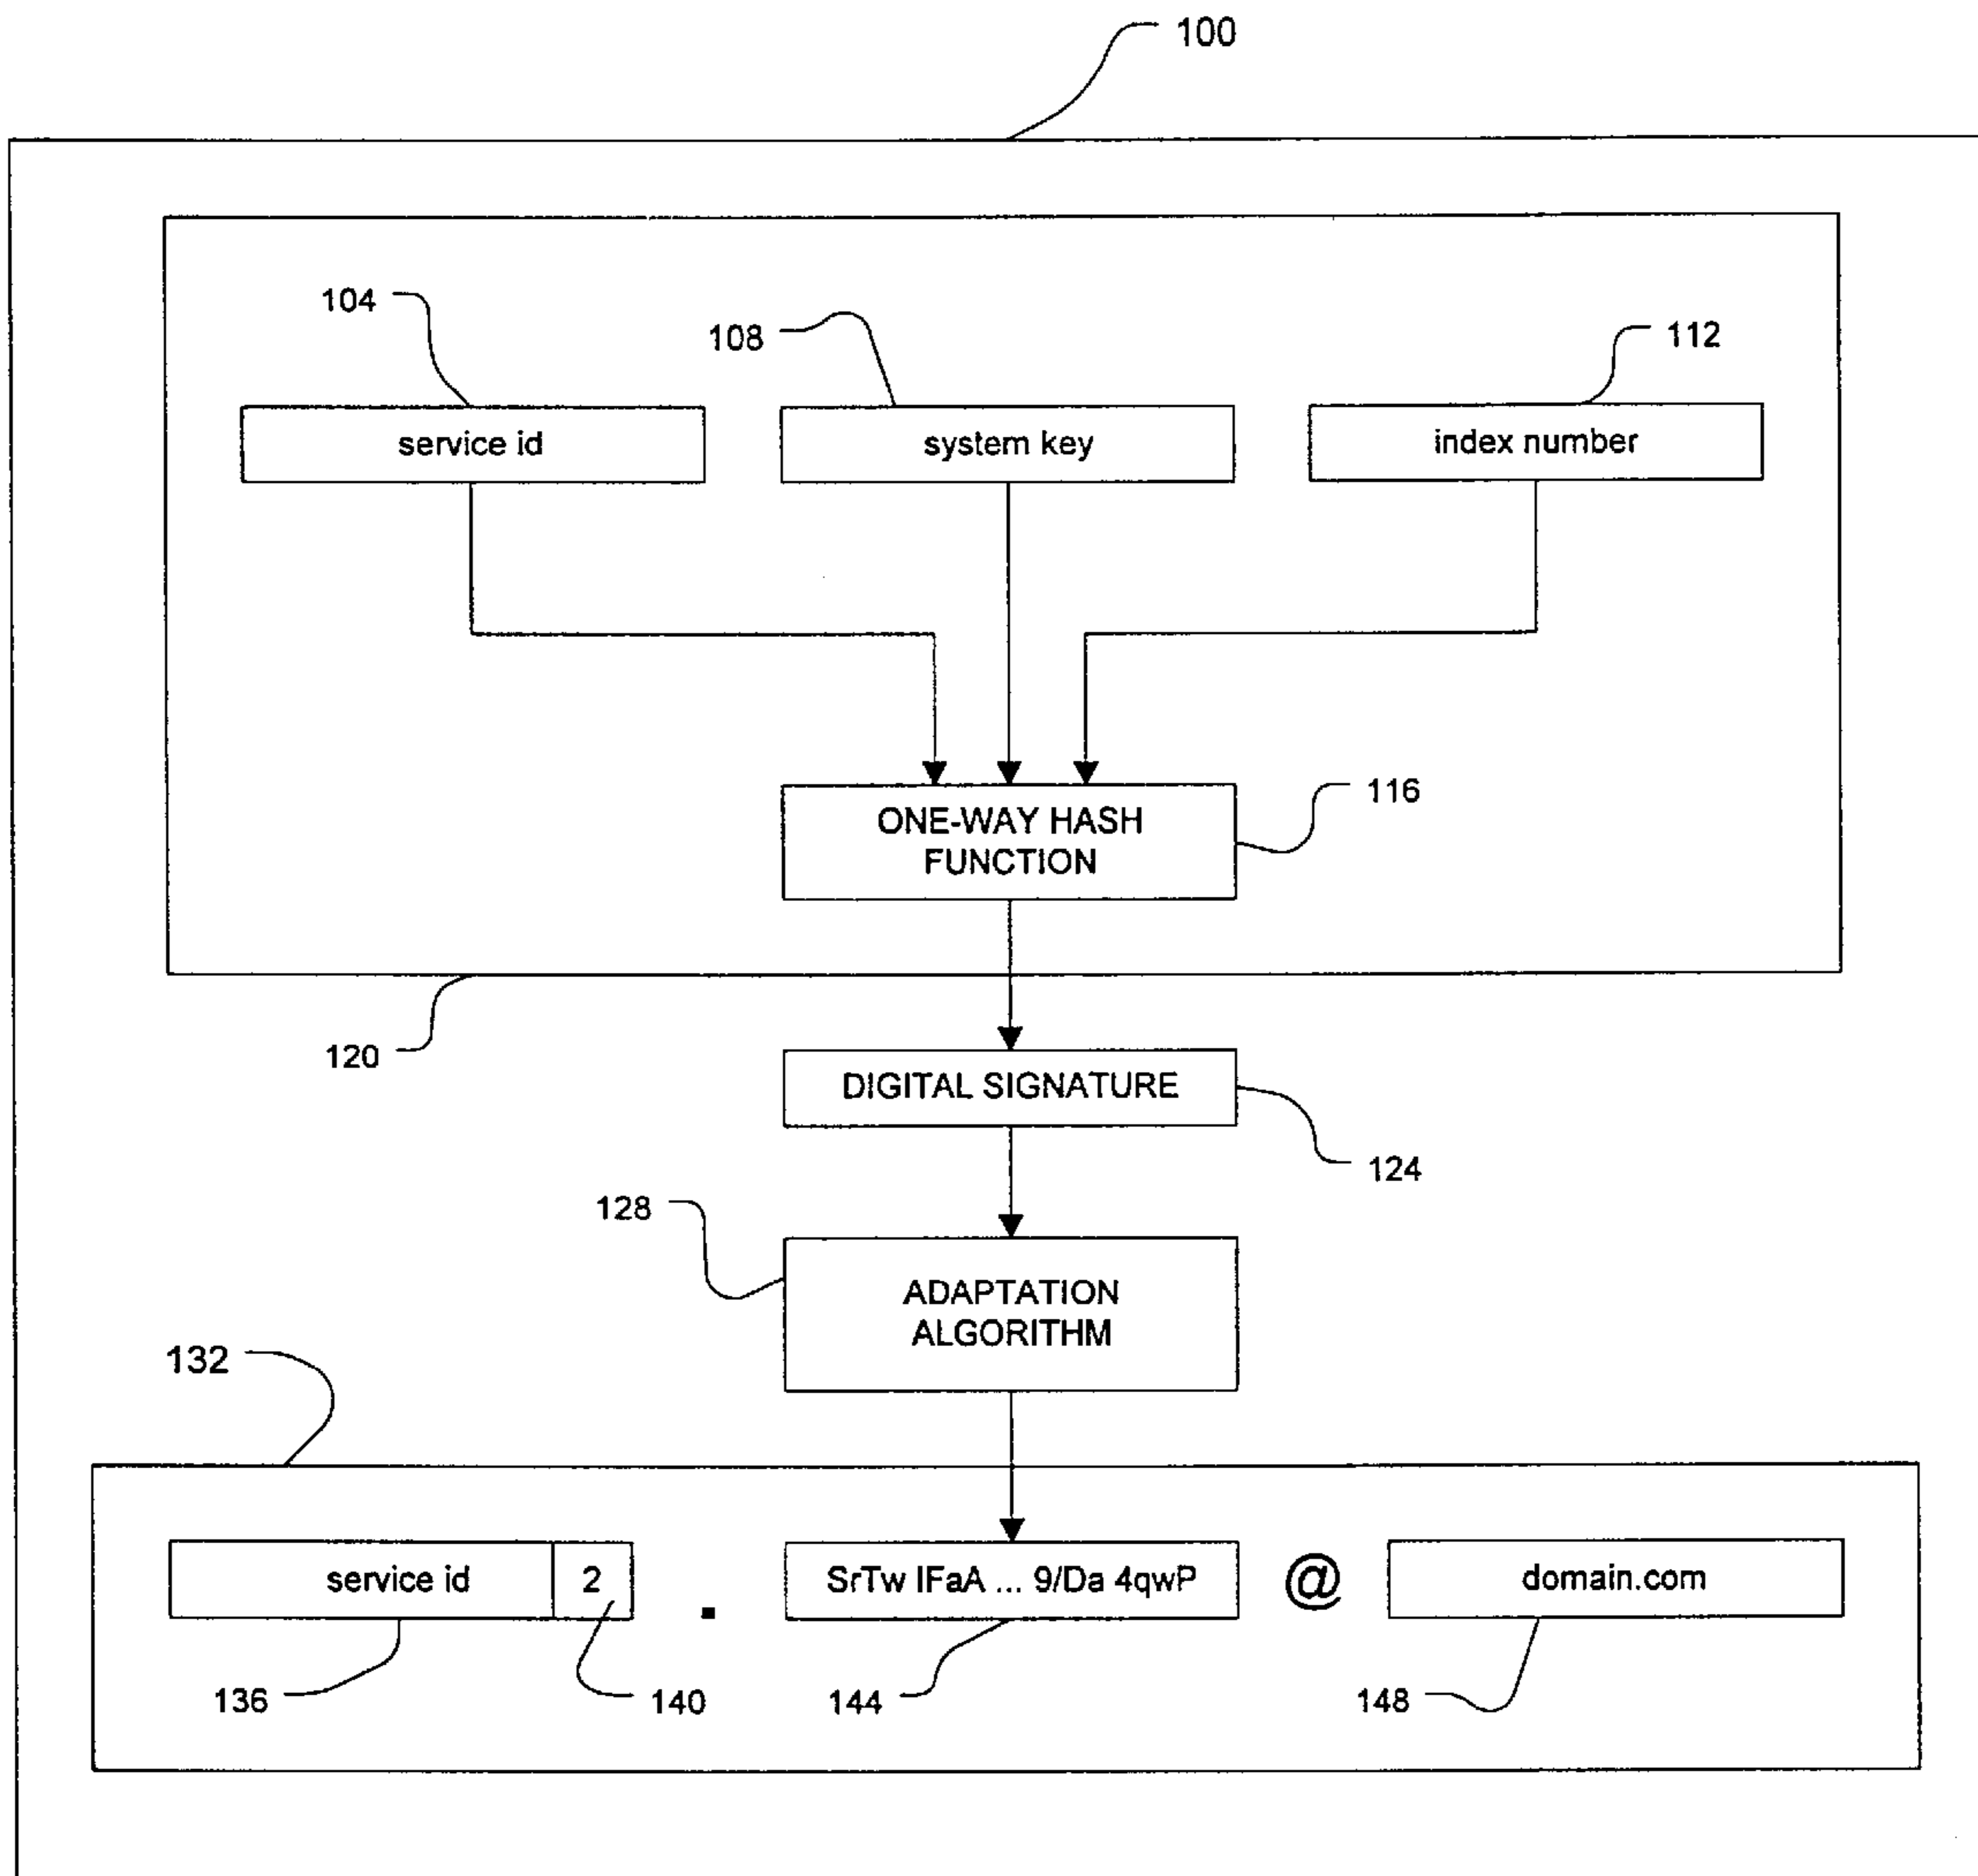 100
104
108
112
service id
system key
index number
ONE-WAY HASH
FUNCTION
116
120
DIGITAL SIGNATURE
124
128
ADAPTATION
ALGORITHM
132
service id 2 . SrTw IFaA ... 9/Da 4qwP @ domain.com
136
140
144
148